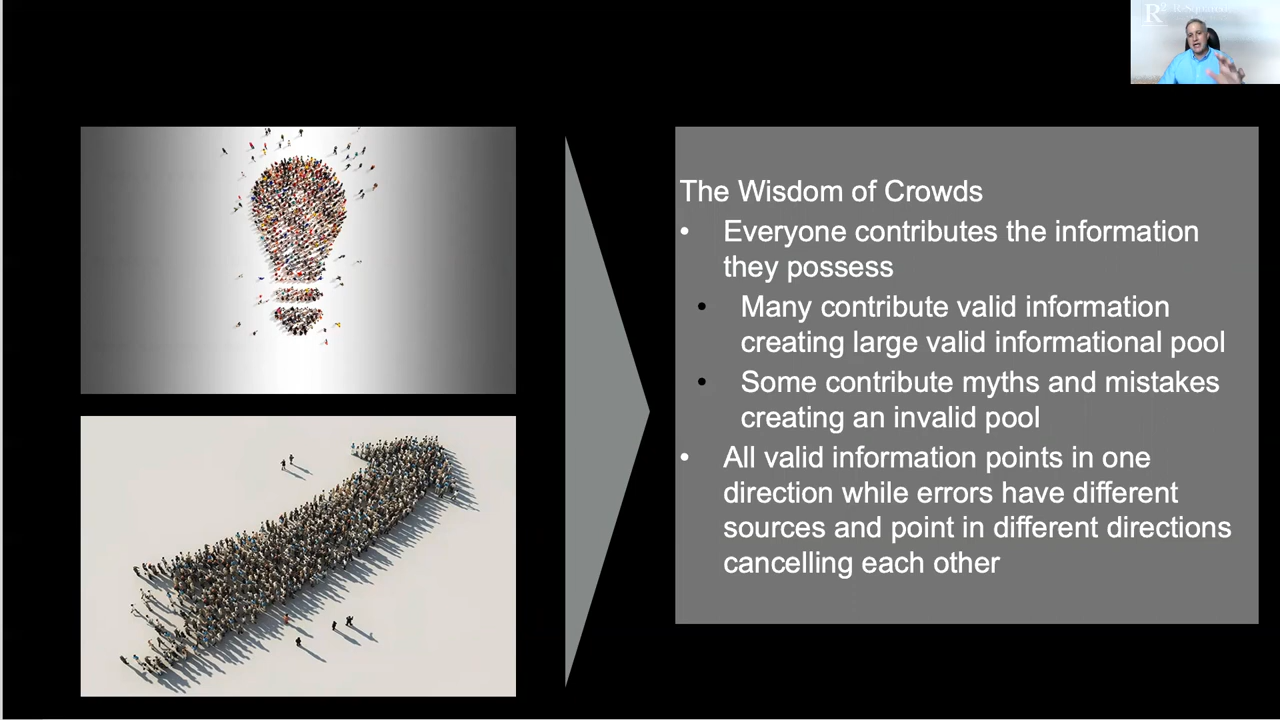 R²
The Wisdom of Crowds
• Everyone contributes the information
they possess
• Many contribute valid information
creating large valid informational pool
• Some contribute myths and mistakes
creating an invalid pool
• All valid information points in one
direction while errors have different
sources and point in different directions
cancelling each other